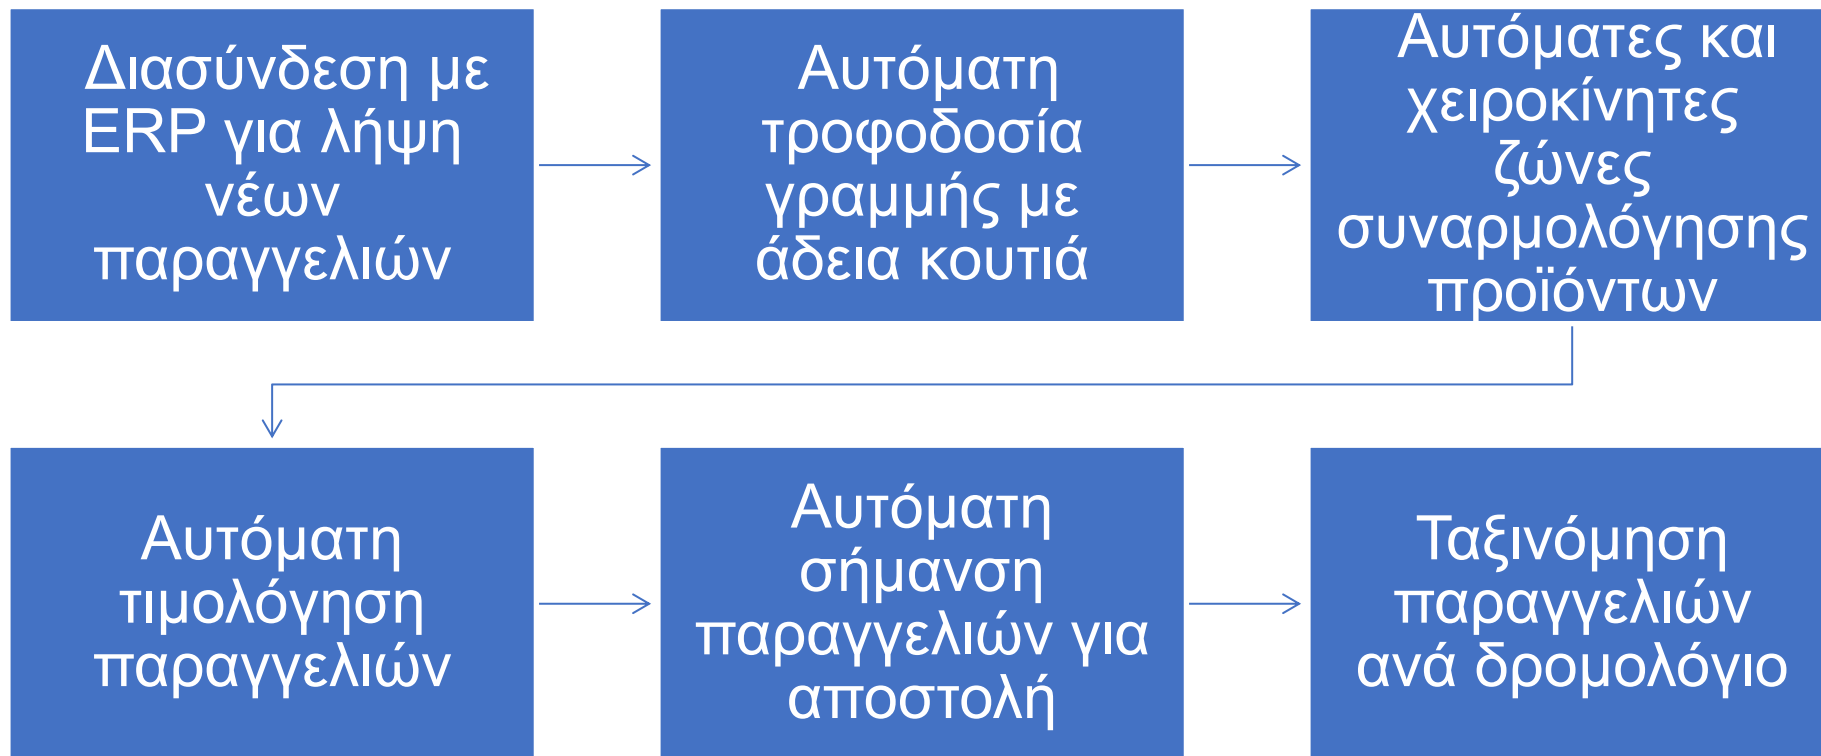 Διασύνδεση με
ERP για λήψη
νέων
παραγγελιών
Αυτόματη
τροφοδοσία
γραμμής με
άδεια κουτιά
Αυτόματες και
χειροκίνητες
ζώνες
συναρμολόγησης
προϊόντων
Αυτόματη
τιμολόγηση
παραγγελιών
Αυτόματη
σήμανση
παραγγελιών για
αποστολή
Ταξινόμηση
παραγγελιών
ανά δρομολόγιο